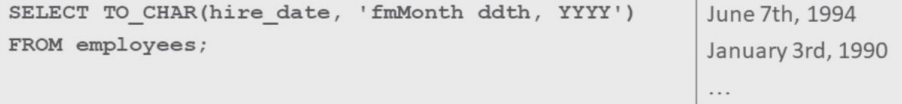 SELECT TO_CHAR(hire_date, 'fmMonth ddth, YYYY')
FROM employees;
June 7th, 1994
January 3rd, 1990
...